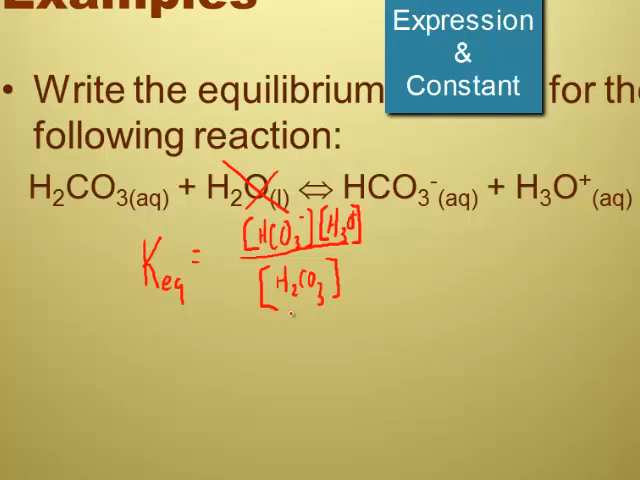 Examples
Expression
&
Constant
• Write the equilibrium for the
following reaction:
H₂CO₃(aq) + H₂O(l) ⇔ HCO₃⁻(aq) + H₃O⁺(aq)
Keq = [HCO₃⁻][H₃O⁺]
[H₂CO₃]